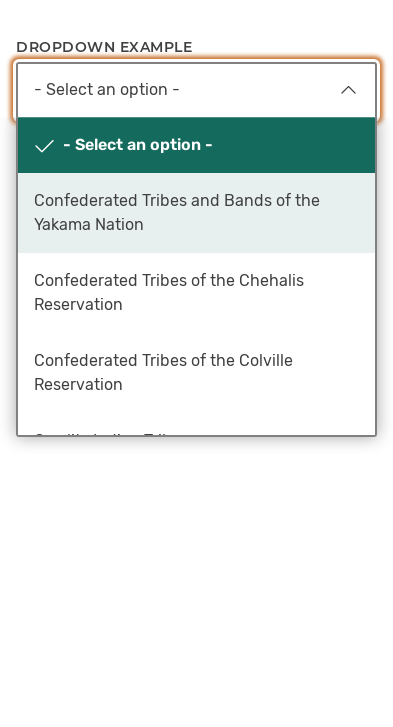 DROPDOWN EXAMPLE
- Select an option -
- Select an option -
Confederated Tribes and Bands of the
Yakama Nation
Confederated Tribes of the Chehalis
Reservation
Confederated Tribes of the Colville
Reservation